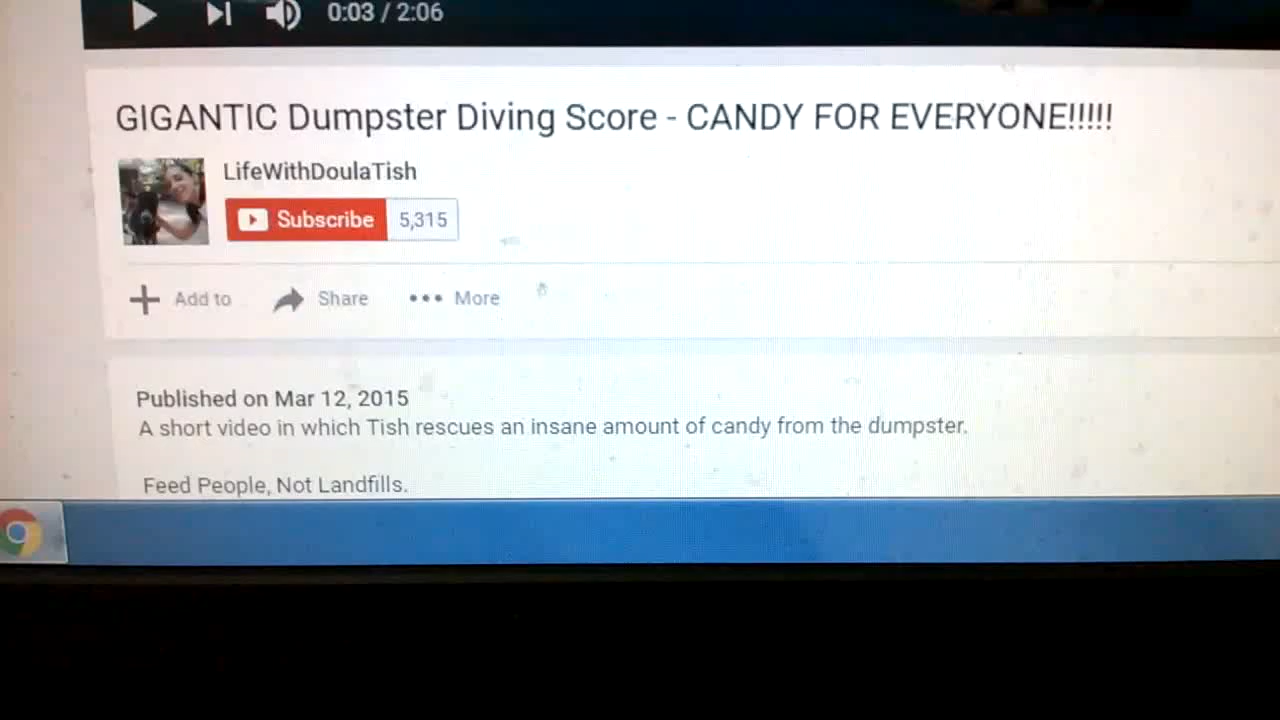 0:03 / 2:06
GIGANTIC Dumpster Diving Score - CANDY FOR EVERYONE!!!!!
LifeWithDoulaTish
Subscribe 5,315
Add to Share More
Published on Mar 12, 2015
A short video in which Tish rescues an insane amount of candy from the dumpster.
Feed People, Not Landfills.